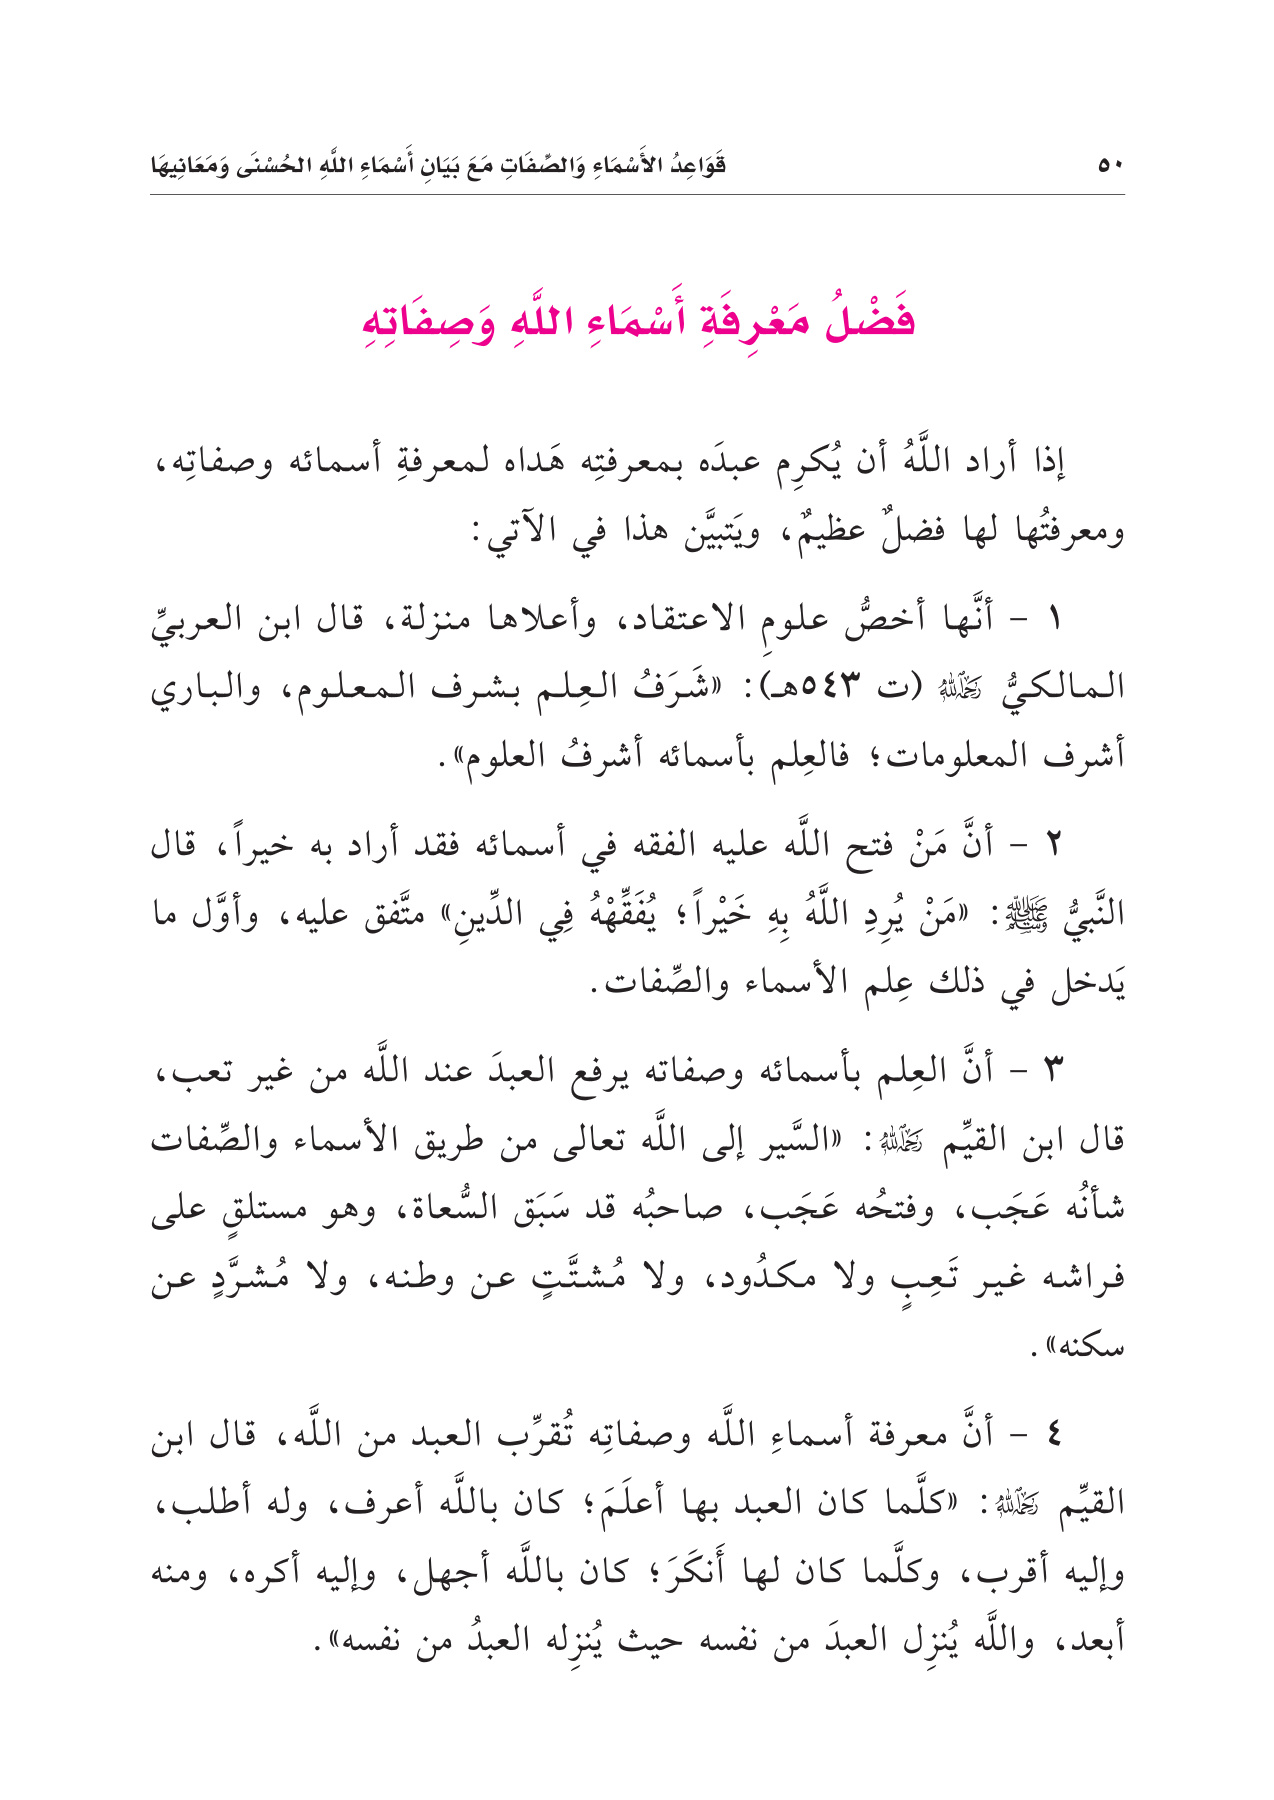 ٥٠
قَوَاعِدُ الأَسْمَاءِ وَالصِّفَاتِ مَعَ بَيَانِ أَسْمَاءِ اللَّهِ الحُسْنَى وَمَعَانِيهَا
فَضْلُ مَعْرِفَةِ أَسْمَاءِ اللَّهِ وَصِفَاتِهِ
إذا أراد اللَّهُ أن يُكرِم عبدَه بمعرفتِه هَداه لمعرفةِ أسمائه وصفاتِه،
ومعرفتُها لها فضلٌ عظيمٌ، ويَتبيَّن هذا في الآتي:
١ - أنَّها أخصُّ علومِ الاعتقاد، وأعلاها منزلة، قال ابن العربيِّ
المالكيُّ رَحِمَهُ اللَّهُ (ت ٥٤٣هـ): «شَرَفُ العِلم بشرف المعلوم، والباري
أشرف المعلومات؛ فالعِلم بأسمائه أشرفُ العلوم».
٢ - أنَّ مَنْ فتح اللَّه عليه الفقه في أسمائه فقد أراد به خيراً، قال
النَّبيُّ ﷺ: «مَنْ يُرِدِ اللَّهُ بِهِ خَيْراً؛ يُفَقِّهْهُ فِي الدِّينِ» متَّفق عليه، وأوَّل ما
يَدخل في ذلك عِلم الأسماء والصِّفات.
٣ - أنَّ العِلم بأسمائه وصفاته يرفع العبدَ عند اللَّه من غير تعب،
قال ابن القيِّم رَحِمَهُ اللَّهُ: «السَّير إلى اللَّه تعالى من طريق الأسماء والصِّفات
شأنُه عَجَب، وفتحُه عَجَب، صاحبُه قد سَبَق السُّعاة، وهو مستلقٍ على
فراشه غير تَعِبٍ ولا مكدُود، ولا مُشتَّتٍ عن وطنه، ولا مُشرَّدٍ عن
سكنه».
٤ - أنَّ معرفة أسماءِ اللَّه وصفاتِه تُقرِّب العبد من اللَّه، قال ابن
القيِّم رَحِمَهُ اللَّهُ: «كلَّما كان العبد بها أعلَمَ؛ كان باللَّه أعرف، وله أطلب،
وإليه أقرب، وكلَّما كان لها أَنكَرَ؛ كان باللَّه أجهل، وإليه أكره، ومنه
أبعد، واللَّه يُنزِل العبدَ من نفسه حيث يُنزِله العبدُ من نفسه».